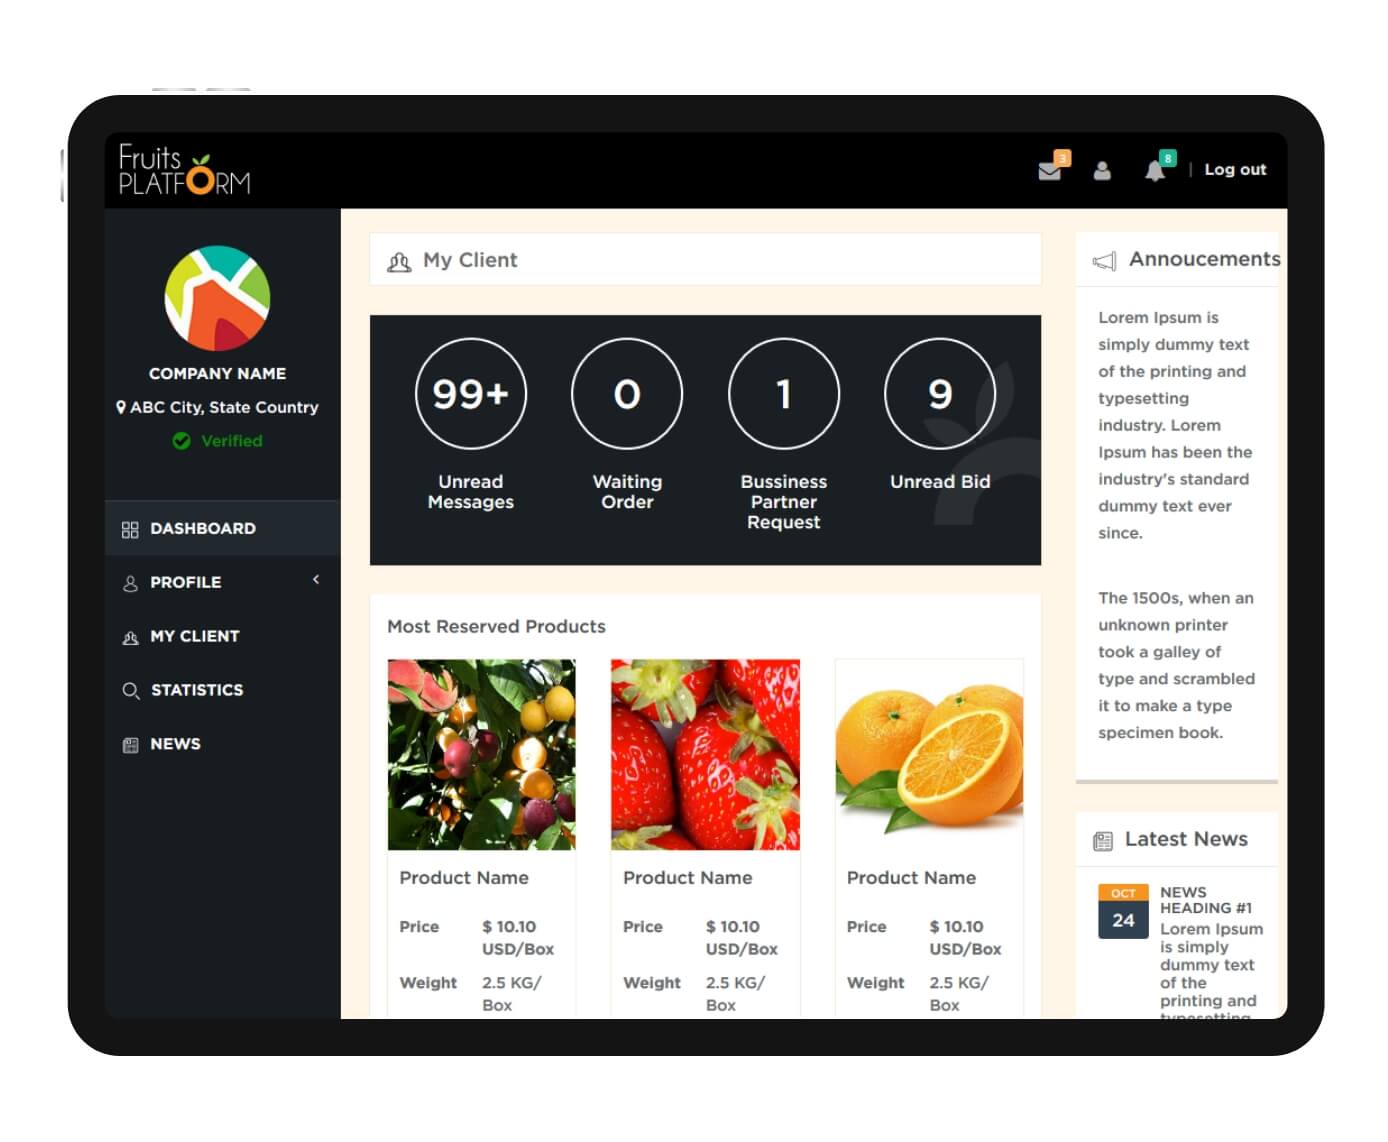 Fruits
PLATFORM
3
8
| Log out
COMPANY NAME
ABC City, State Country
Verified
DASHBOARD
PROFILE
MY CLIENT
STATISTICS
NEWS
My Client
99+
0
1
9
Unread
Messages
Waiting
Order
Bussiness
Partner
Request
Unread Bid
Most Reserved Products
Product Name
Price $ 10.10
USD/Box
Weight 2.5 KG/
Box
Product Name
Price $ 10.10
USD/Box
Weight 2.5 KG/
Box
Product Name
Price $ 10.10
USD/Box
Weight 2.5 KG/
Box
Annoucements
Lorem Ipsum is
simply dummy text
of the printing and
typesetting
industry. Lorem
Ipsum has been the
industry's standard
dummy text ever
since.
The 1500s, when an
unknown printer
took a galley of
type and scrambled
it to make a type
specimen book.
Latest News
OCT
24
NEWS
HEADING #1
Lorem Ipsum
is simply
dummy text
of the
printing and
typesetting